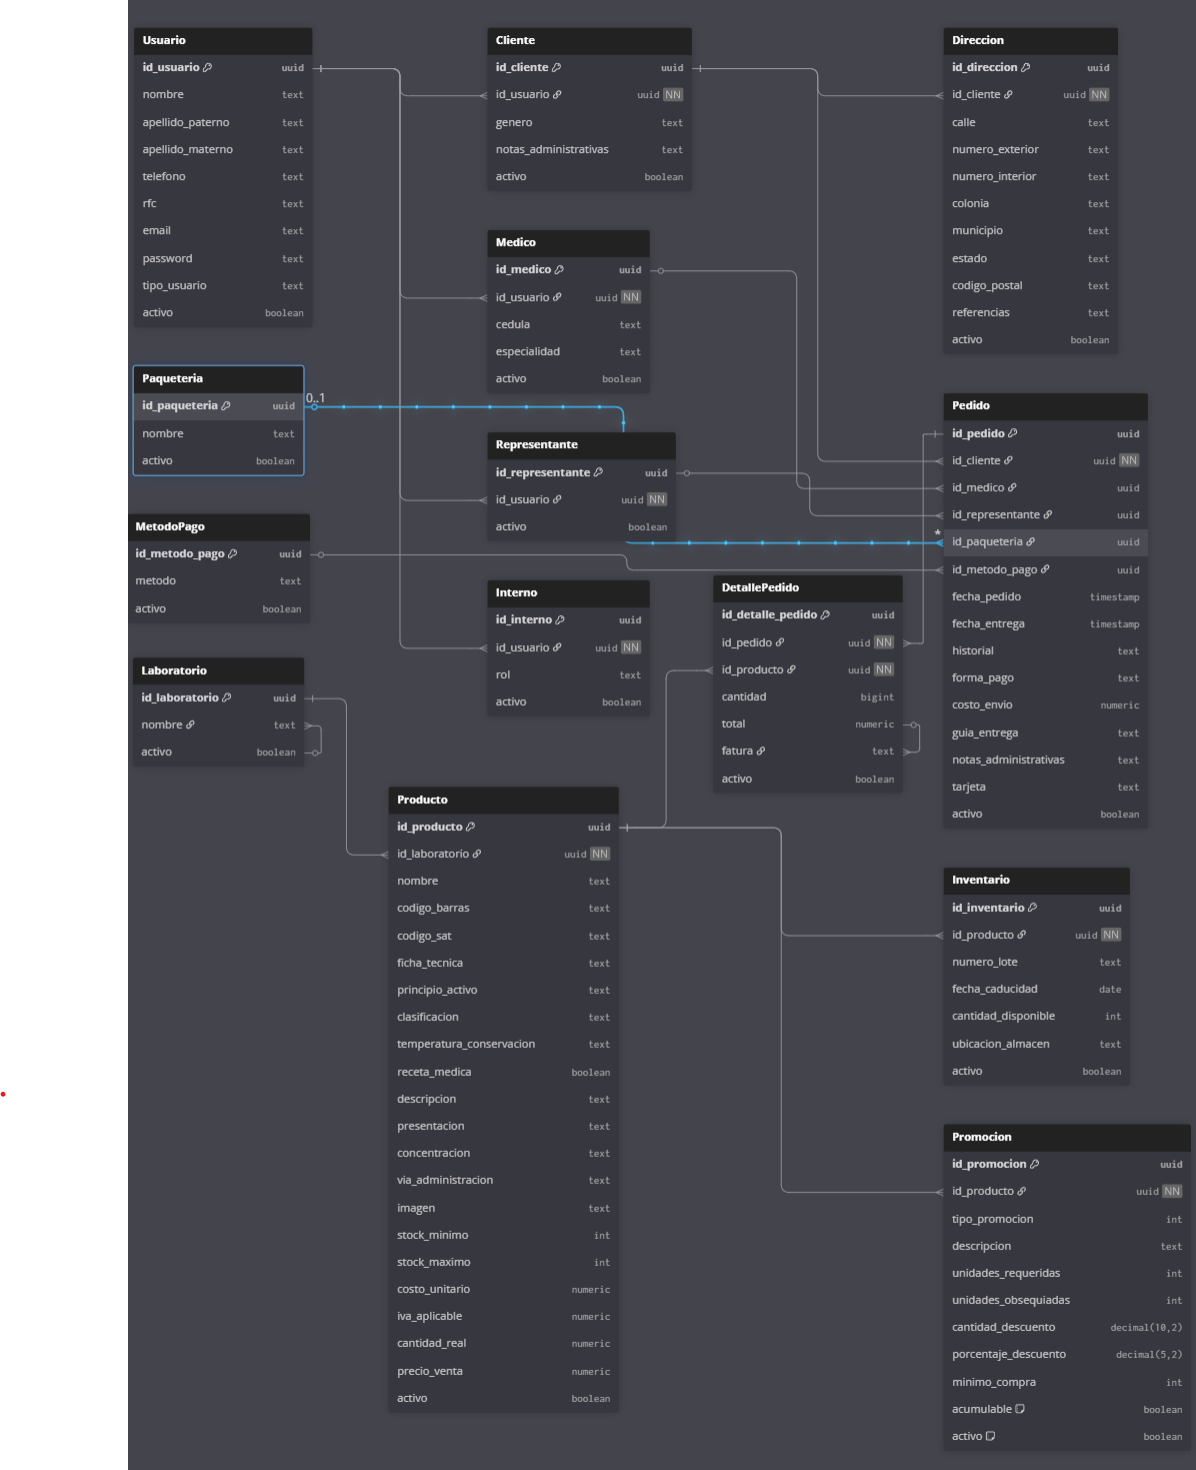 Usuario
id_usuario uuid
nombre text
apellido_paterno text
apellido_materno text
telefono text
rfc text
email text
password text
tipo_usuario text
activo boolean
Cliente
id_cliente uuid
id_usuario uuid NN
genero text
notas_administrativas text
activo boolean
Direccion
id_direccion uuid
id_cliente uuid NN
calle text
numero_exterior text
numero_interior text
colonia text
municipio text
estado text
codigo_postal text
referencias text
activo boolean
Medico
id_medico uuid
id_usuario uuid NN
cedula text
especialidad text
activo boolean
Paqueteria
id_paqueteria uuid
nombre text
activo boolean
0..1
Representante
id_representante uuid
id_usuario uuid NN
activo boolean
Pedido
id_pedido uuid
id_cliente uuid NN
id_medico uuid
id_representante uuid
*
id_paqueteria uuid
id_metodo_pago uuid
fecha_pedido timestamp
fecha_entrega timestamp
historial text
forma_pago text
costo_envio numeric
guia_entrega text
notas_administrativas text
tarjeta text
activo boolean
MetodoPago
id_metodo_pago uuid
metodo text
activo boolean
Interno
id_interno uuid
id_usuario uuid NN
rol text
activo boolean
DetallePedido
id_detalle_pedido uuid
id_pedido uuid NN
id_producto uuid NN
cantidad bigint
total numeric
fatura text
activo boolean
Laboratorio
id_laboratorio uuid
nombre text
activo boolean
Producto
id_producto uuid
id_laboratorio uuid NN
nombre text
codigo_barras text
codigo_sat text
ficha_tecnica text
principio_activo text
clasificacion text
temperatura_conservacion text
receta_medica boolean
descripcion text
presentacion text
concentracion text
via_administracion text
imagen text
stock_minimo int
stock_maximo int
costo_unitario numeric
iva_aplicable numeric
cantidad_real numeric
precio_venta numeric
activo boolean
Inventario
id_inventario uuid
id_producto uuid NN
numero_lote text
fecha_caducidad date
cantidad_disponible int
ubicacion_almacen text
activo boolean
Promocion
id_promocion uuid
id_producto uuid NN
tipo_promocion int
descripcion text
unidades_requeridas int
unidades_obsequiadas int
cantidad_descuento decimal(10,2)
porcentaje_descuento decimal(5,2)
minimo_compra int
acumulable boolean
activo boolean